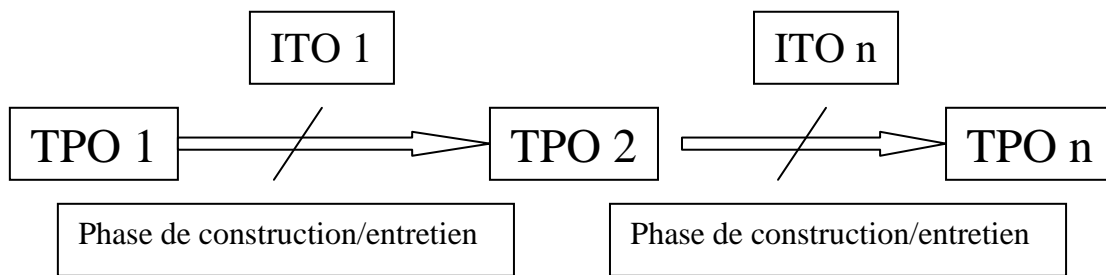 ITO 1
ITO n
TPO 1
TPO 2
TPO n
Phase de construction/entretien
Phase de construction/entretien